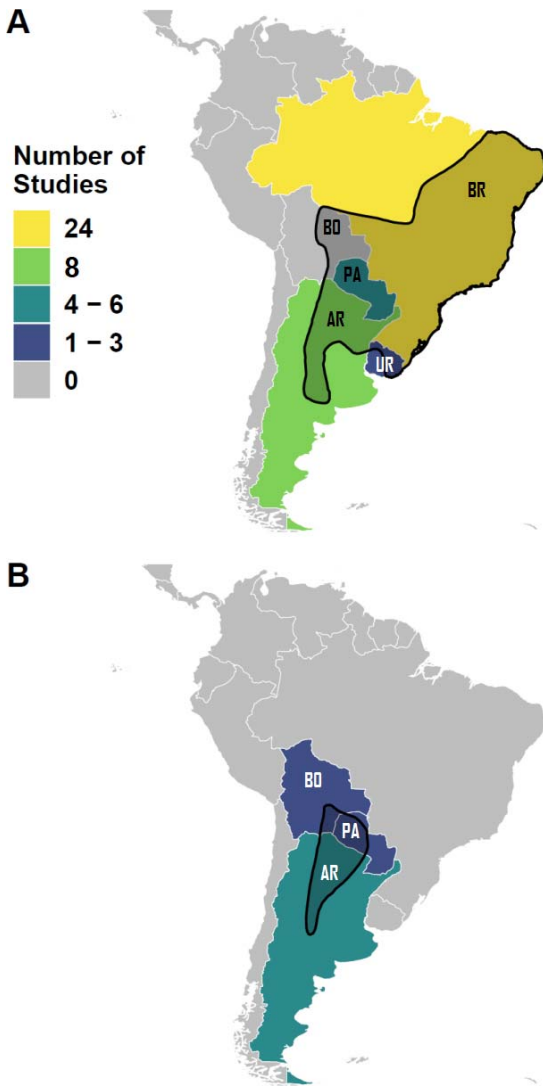 A
Number of
Studies
24
8
4 – 6
1 – 3
0
BR
BO
PA
AR
UR
B
BO
PA
AR